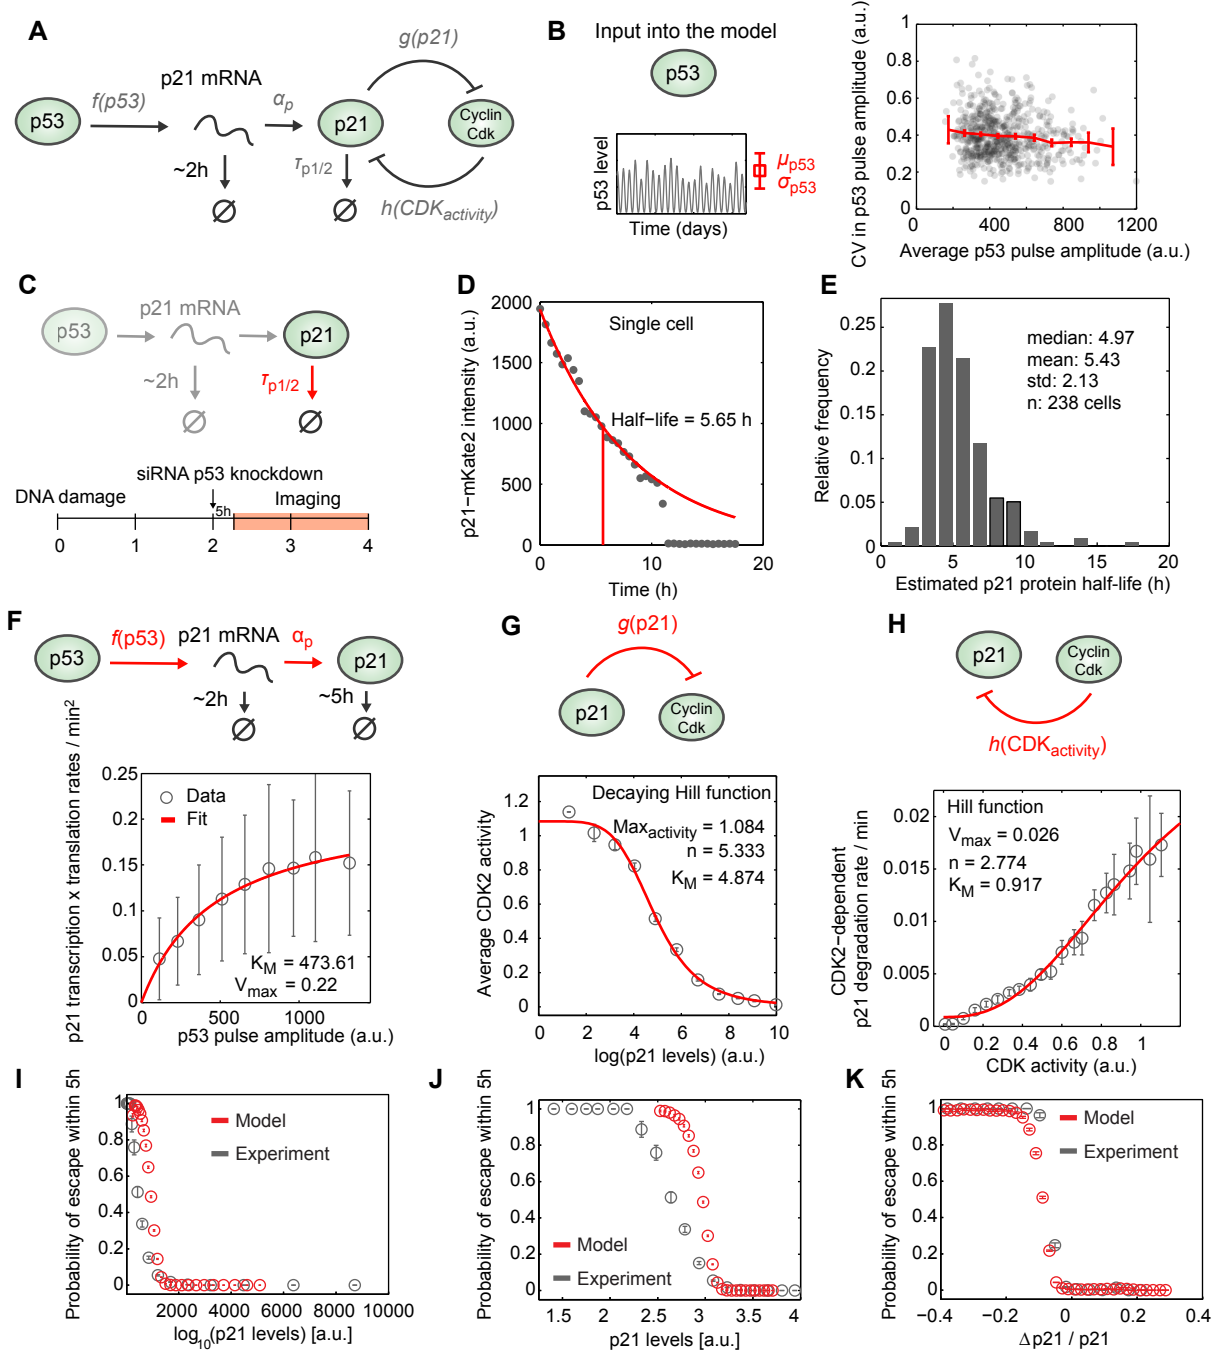 A
p53
f(p53)
p21 mRNA
~2h
∅
αp
p21
τp1/2
∅
g(p21)
Cyclin
Cdk
h(CDKactivity)
B
Input into the model
p53
p53 level
Time (days)
μp53
σp53
CV in p53 pulse amplitude (a.u.)
1
0.8
0.6
0.4
0.2
0
400
800
1200
Average p53 pulse amplitude (a.u.)
C
p53
p21 mRNA
p21
~2h
τp1/2
∅
∅
siRNA p53 knockdown
DNA damage
5h
Imaging
0 1 2 3 4
D
p21−mKate2 intensity (a.u.)
2000
1500
1000
500
0
Single cell
Half−life = 5.65 h
0 10 20
Time (h)
E
Relative frequency
0.25
0.2
0.15
0.1
0.05
0
median: 4.97
mean: 5.43
std: 2.13
n: 238 cells
0 5 10 15 20
Estimated p21 protein half−life (h)
F
p53
f(p53)
p21 mRNA
αp
p21
~2h
~5h
∅
∅
p21 transcription x translation rates / min2
0.25
0.2
0.15
0.1
0.05
0
Data
Fit
KM = 473.61
Vmax = 0.22
0 500 1000
p53 pulse amplitude (a.u.)
G
g(p21)
p21
Cyclin
Cdk
Average CDK2 activity
1.2
1
0.8
0.6
0.4
0.2
0
Decaying Hill function
Maxactivity = 1.084
n = 5.333
KM = 4.874
0 2 4 6 8 10
log(p21 levels) (a.u.)
H
p21
Cyclin
Cdk
h(CDKactivity)
CDK2−dependent
p21 degradation rate / min
0.02
0.015
0.01
0.005
0
Hill function
Vmax = 0.026
n = 2.774
KM = 0.917
0 0.2 0.4 0.6 0.8 1
CDK activity (a.u.)
I
Probability of escape within 5h
1
0.8
0.6
0.4
0.2
0
Model
Experiment
2000 4000 6000 8000 10000
log10(p21 levels) [a.u.]
J
Probability of escape within 5h
1
0.8
0.6
0.4
0.2
0
Model
Experiment
1.5 2 2.5 3 3.5 4
p21 levels [a.u.]
K
Probability of escape within 5h
1
0.8
0.6
0.4
0.2
0
Model
Experiment
−0.4 −0.2 0 0.2 0.4
Δp21 / p21